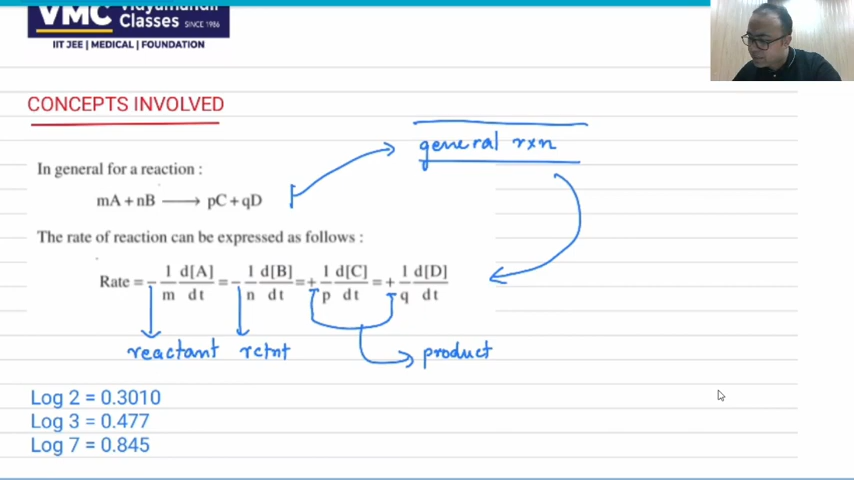 VMC
Classes SINCE 1986
IIT JEE | MEDICAL | FOUNDATION
CONCEPTS INVOLVED
general rxn
In general for a reaction :
mA + nB ⟶ pC + qD
The rate of reaction can be expressed as follows :
Rate = − 1/m d[A]/dt = − 1/n d[B]/dt = + 1/p d[C]/dt = + 1/q d[D]/dt
reactant rctnt product
Log 2 = 0.3010
Log 3 = 0.477
Log 7 = 0.845